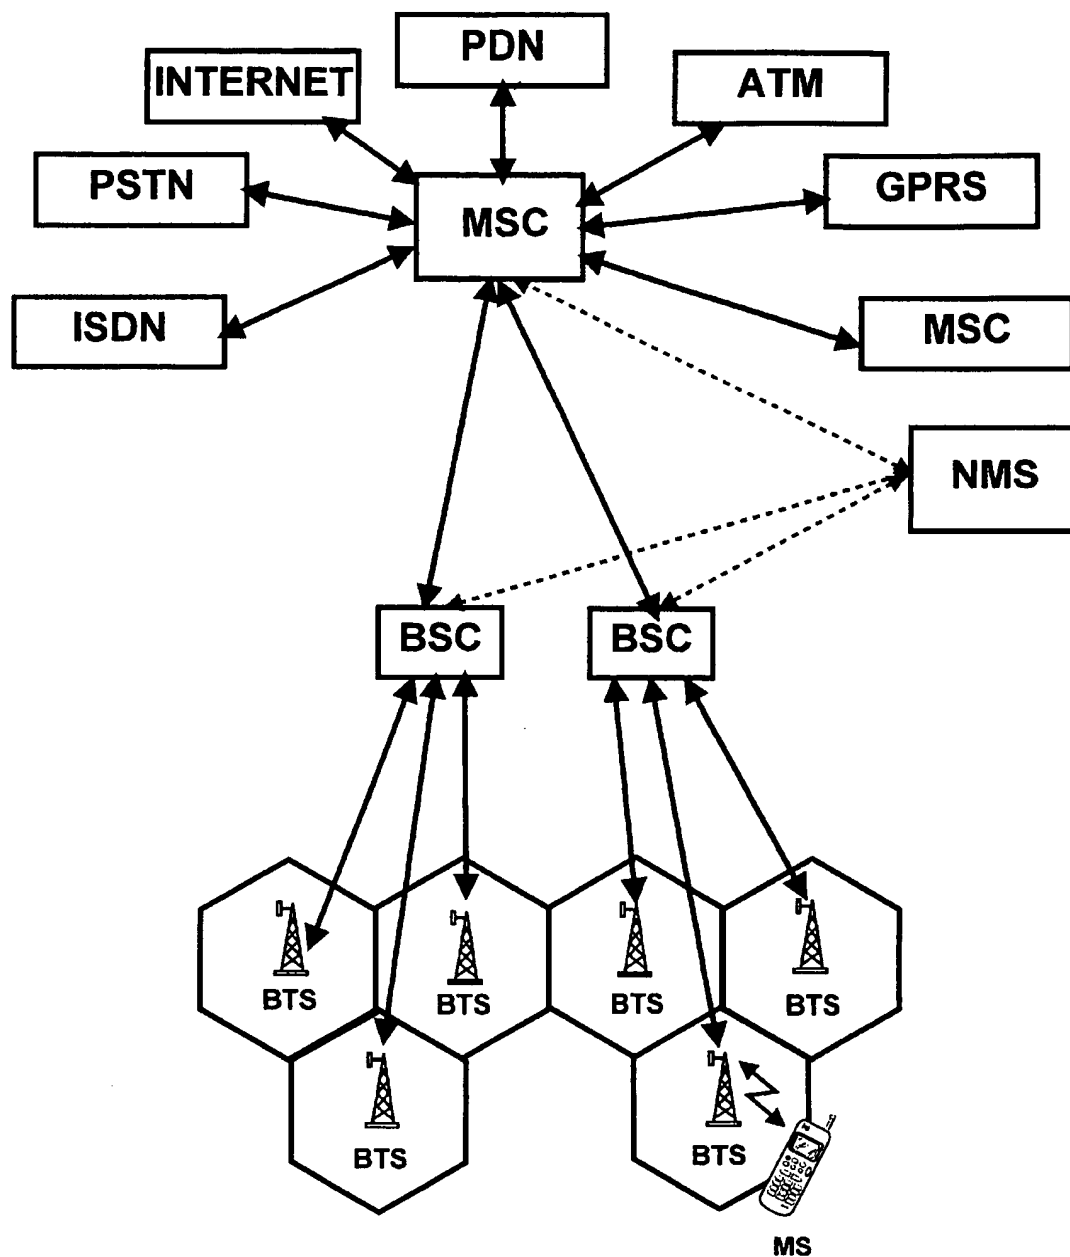 PDN
INTERNET
ATM
PSTN
MSC
GPRS
ISDN
MSC
NMS
BSC
BSC
BTS
BTS
BTS
BTS
BTS
BTS
MS